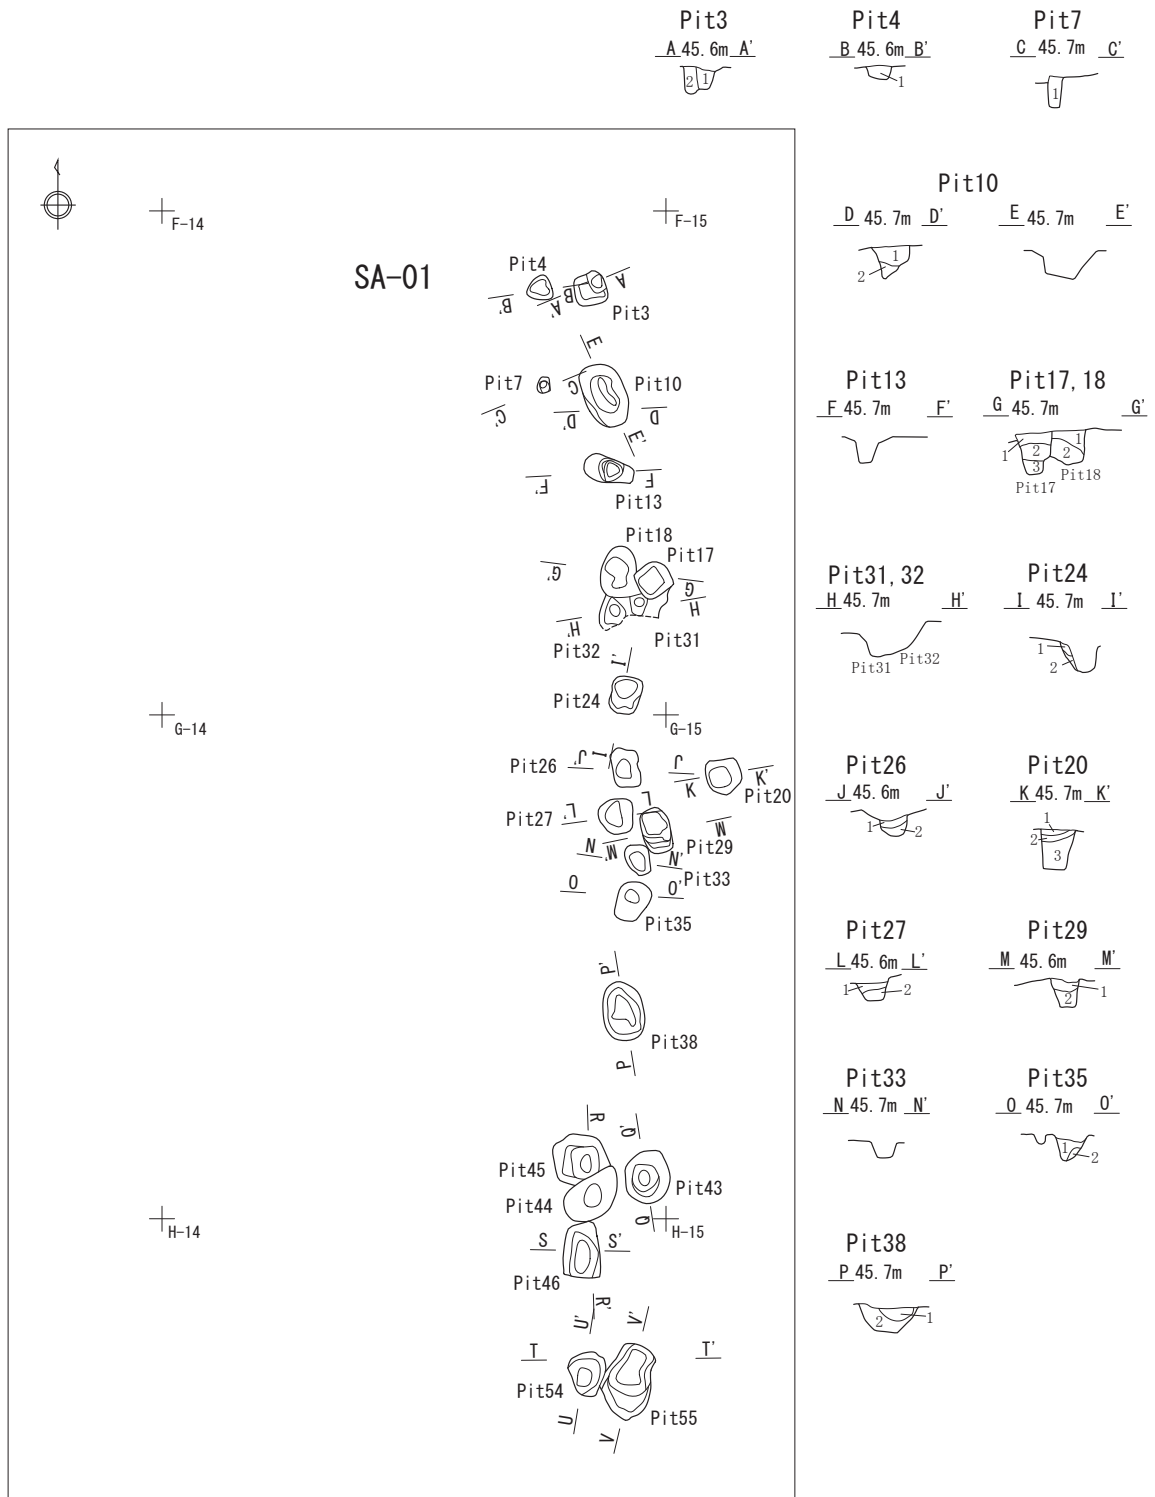 Pit3 Pit4 Pit7
A 45.6m A' B 45.6m B' C 45.7m C'
2 1 1 1
Pit10
D 45.7m D' E 45.7m E'
1
2
Pit13 Pit17,18
F 45.7m F' G 45.7m G'
1 1
2 2
3
Pit17 Pit18
Pit31,32 Pit24
H 45.7m H' I 45.7m I'
Pit31 Pit32
1
2
Pit26 Pit20
J 45.6m J' K 45.7m K'
1 2
1
2
3
Pit27 Pit29
L 45.6m L' M 45.6m M'
1 2 1
2
Pit33 Pit35
N 45.7m N' O 45.7m O'
1
2
Pit38
P 45.7m P'
2 1
F-14 F-15
SA-01
Pit4 A
B' A' B
Pit3
E
Pit7 C Pit10
C' D' D
E'
F' F
Pit13
Pit18
Pit17
G' G
H
H'
Pit32 Pit31
I'
Pit24
G-14 G-15
Pit26 J' I J K K'
Pit20
Pit27 L' L M
N M' Pit29
N' Pit33
O O'
Pit35
P'
Pit38
P
R Q'
Pit45
Pit43
Pit44
Q
H-14 H-15
S S'
Pit46
R'
U' V'
T T'
Pit54
U Pit55
V